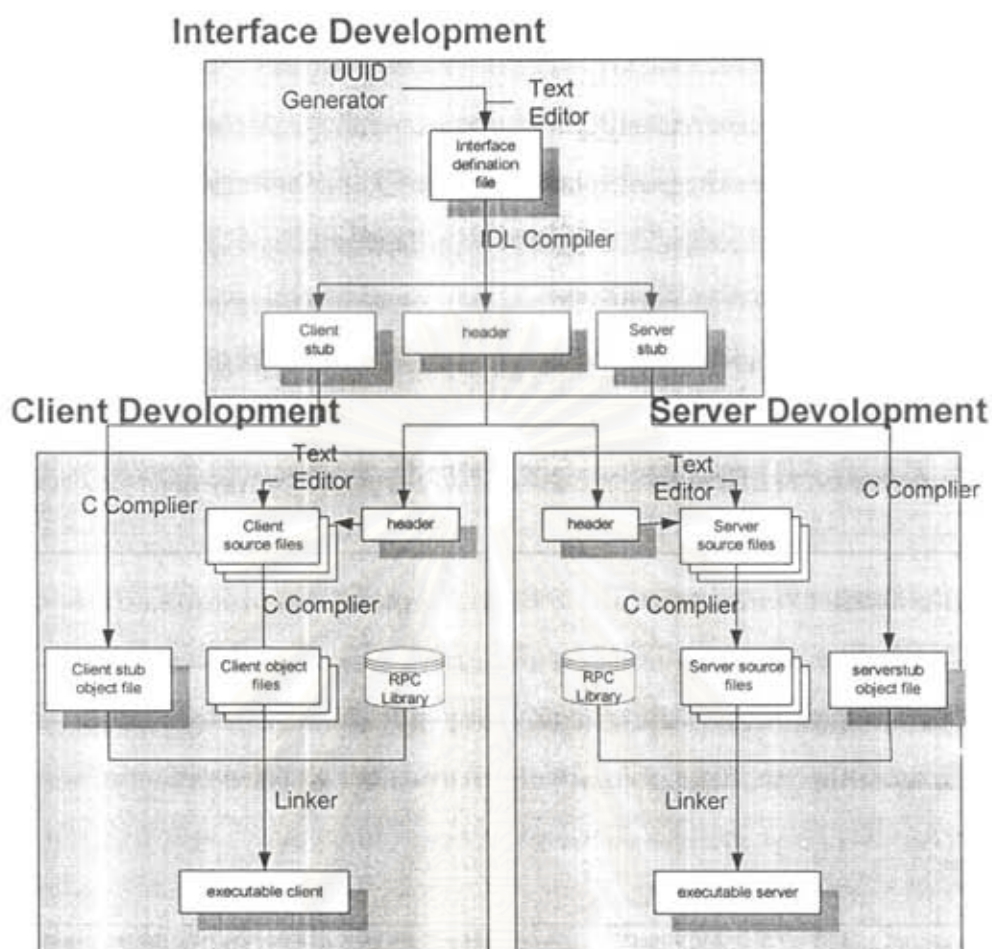 Interface Development
UUID
Generator
Text
Editor
Interface
defination
file
IDL Compiler
Client
stub
header
Server
stub
Client Devolopment
Server Devolopment
Text
Editor
C Complier
Client
source files
header
C Complier
Client stub
object file
Client object
files
RPC
Library
Linker
executable client
Text
Editor
C Complier
header
Server
source files
C Complier
RPC
Library
Server source
files
serverstub
object file
Linker
executable server